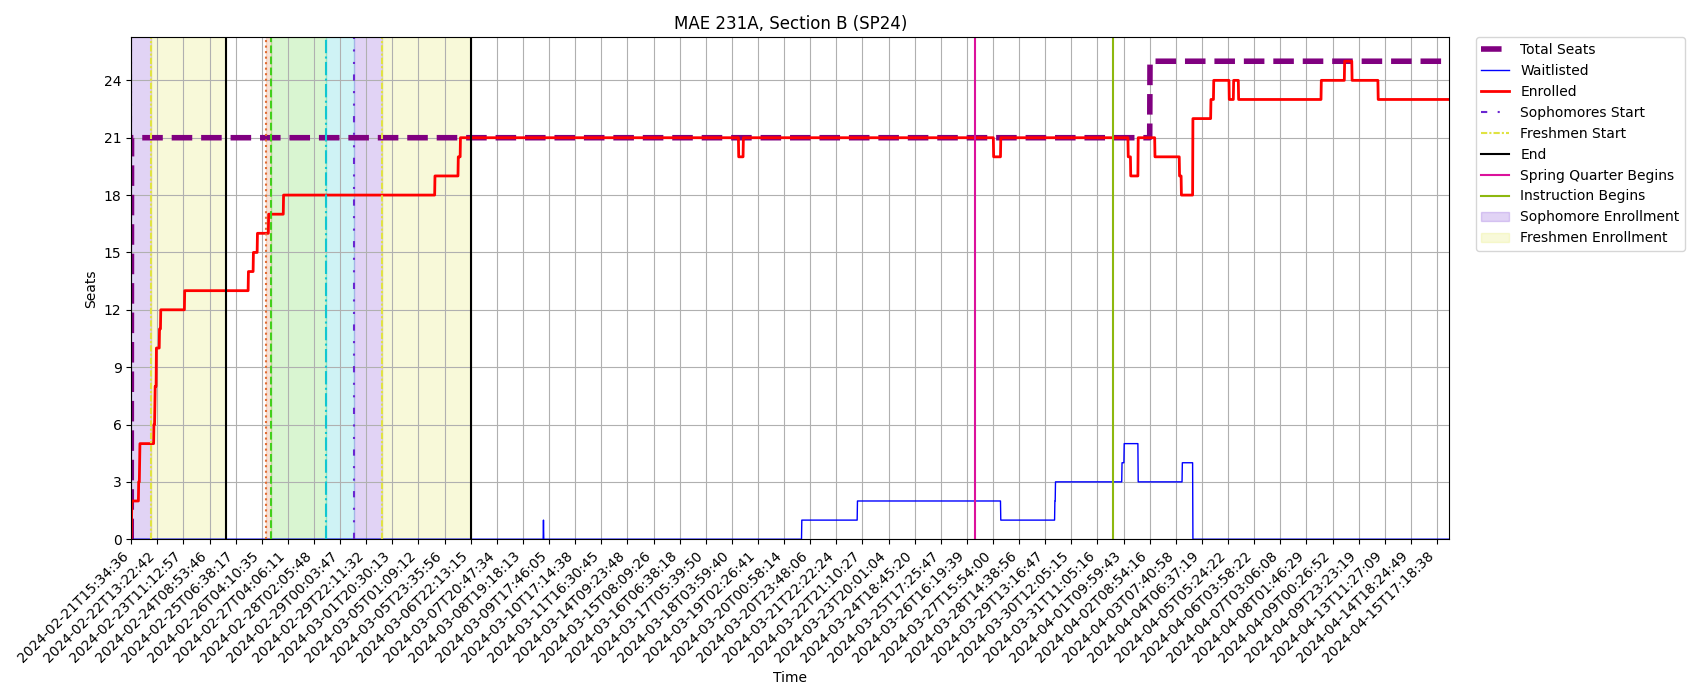 MAE 231A, Section B (SP24)
Total Seats
Waitlisted
Enrolled
Sophomores Start
Freshmen Start
End
Spring Quarter Begins
Instruction Begins
Sophomore Enrollment
Freshmen Enrollment
Seats
24
21
18
15
12
9
6
3
0
2024-02-21T15:34:36
2024-02-22T13:22:42
2024-02-23T11:12:57
2024-02-24T08:53:46
2024-02-25T06:38:17
2024-02-26T04:10:35
2024-02-27T04:06:11
2024-02-28T02:05:48
2024-02-29T00:03:47
2024-02-29T22:11:32
2024-03-01T20:30:13
2024-03-05T01:09:12
2024-03-05T23:35:56
2024-03-06T22:13:15
2024-03-07T20:47:34
2024-03-08T19:18:13
2024-03-09T17:46:05
2024-03-10T17:14:38
2024-03-11T16:30:45
2024-03-14T09:23:48
2024-03-15T08:09:26
2024-03-16T06:38:18
2024-03-17T05:39:50
2024-03-18T03:59:40
2024-03-19T02:26:41
2024-03-20T00:58:14
2024-03-20T23:48:06
2024-03-21T22:22:24
2024-03-22T21:10:27
2024-03-23T20:01:04
2024-03-24T18:45:20
2024-03-25T17:25:47
2024-03-26T16:19:39
2024-03-27T15:54:00
2024-03-28T14:38:56
2024-03-29T13:16:47
2024-03-30T12:05:15
2024-03-31T11:05:16
2024-04-01T09:59:43
2024-04-02T08:54:16
2024-04-03T07:40:58
2024-04-04T06:37:19
2024-04-05T05:24:22
2024-04-06T03:58:22
2024-04-07T03:06:08
2024-04-08T01:46:29
2024-04-09T00:26:52
2024-04-09T23:23:19
2024-04-13T11:27:09
2024-04-14T18:24:49
2024-04-15T17:18:38
Time